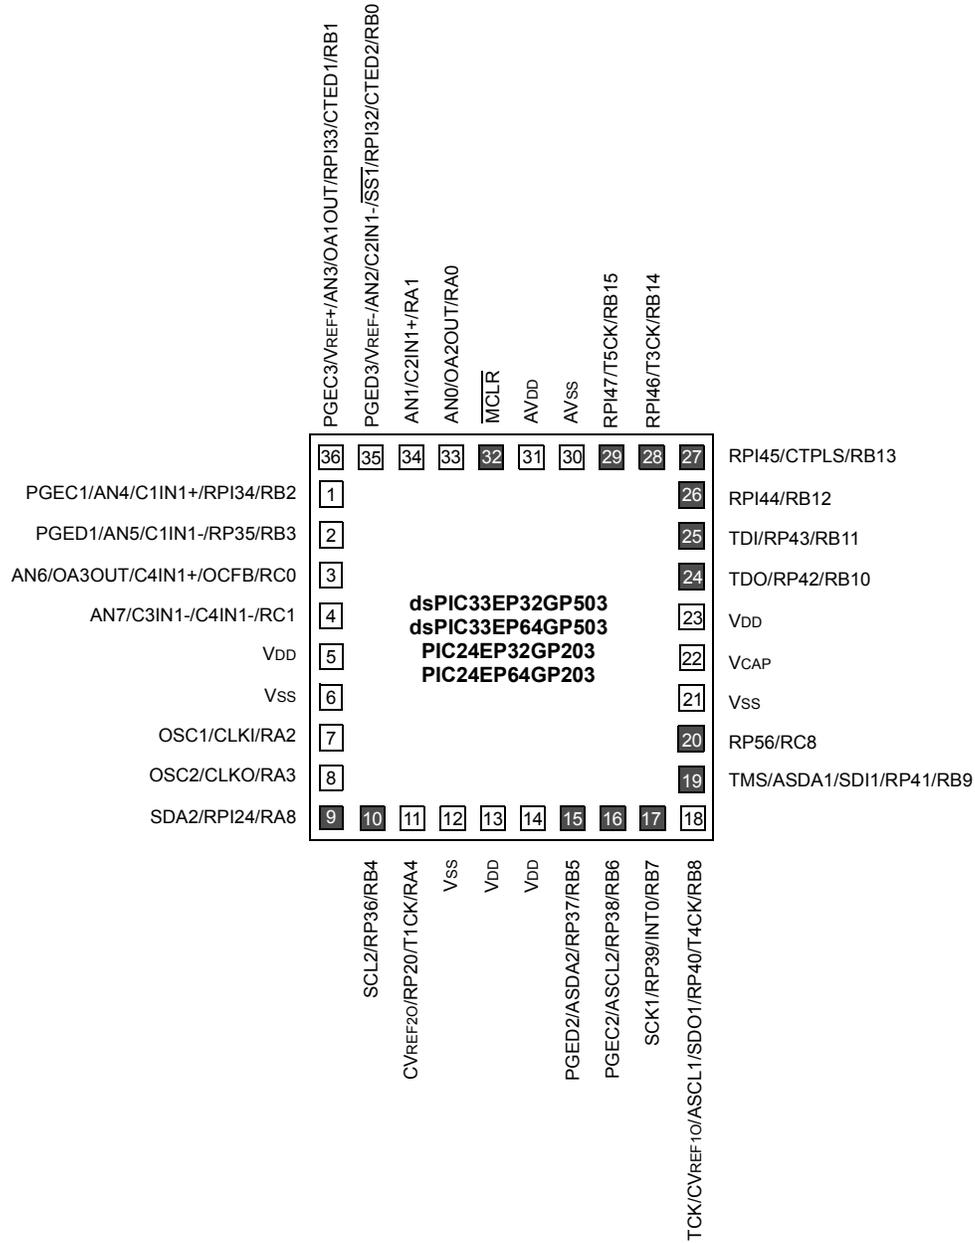 PGEC3/VREF+/AN3/OA1OUT/RPI33/CTED1/RB1
PGED3/VREF-/AN2/C2IN1-/SS1/RPI32/CTED2/RB0
AN1/C2IN1+/RA1
AN0/OA2OUT/RA0
MCLR
AVDD
AVSS
RPI47/T5CK/RB15
RPI46/T3CK/RB14
36 35 34 33 32 31 30 29 28 27
RPI45/CTPLS/RB13
PGEC1/AN4/C1IN1+/RPI34/RB2
1
26
RPI44/RB12
PGED1/AN5/C1IN1-/RP35/RB3
2
25
TDI/RP43/RB11
AN6/OA3OUT/C4IN1+/OCFB/RC0
3
24
TDO/RP42/RB10
AN7/C3IN1-/C4IN1-/RC1
4
23
VDD
dsPIC33EP32GP503
dsPIC33EP64GP503
PIC24EP32GP203
PIC24EP64GP203
VDD
5
22
VCAP
VSS
6
21
VSS
OSC1/CLKI/RA2
7
20
RP56/RC8
OSC2/CLKO/RA3
8
19
TMS/ASDA1/SDI1/RP41/RB9
SDA2/RPI24/RA8
9 10 11 12 13 14 15 16 17 18
SCL2/RP36/RB4
CVREF2O/RP20/T1CK/RA4
VSS
VDD
VDD
PGED2/ASDA2/RP37/RB5
PGEC2/ASCL2/RP38/RB6
SCK1/RP39/INT0/RB7
TCK/CVREF1O/ASCL1/SDO1/RP40/T4CK/RB8